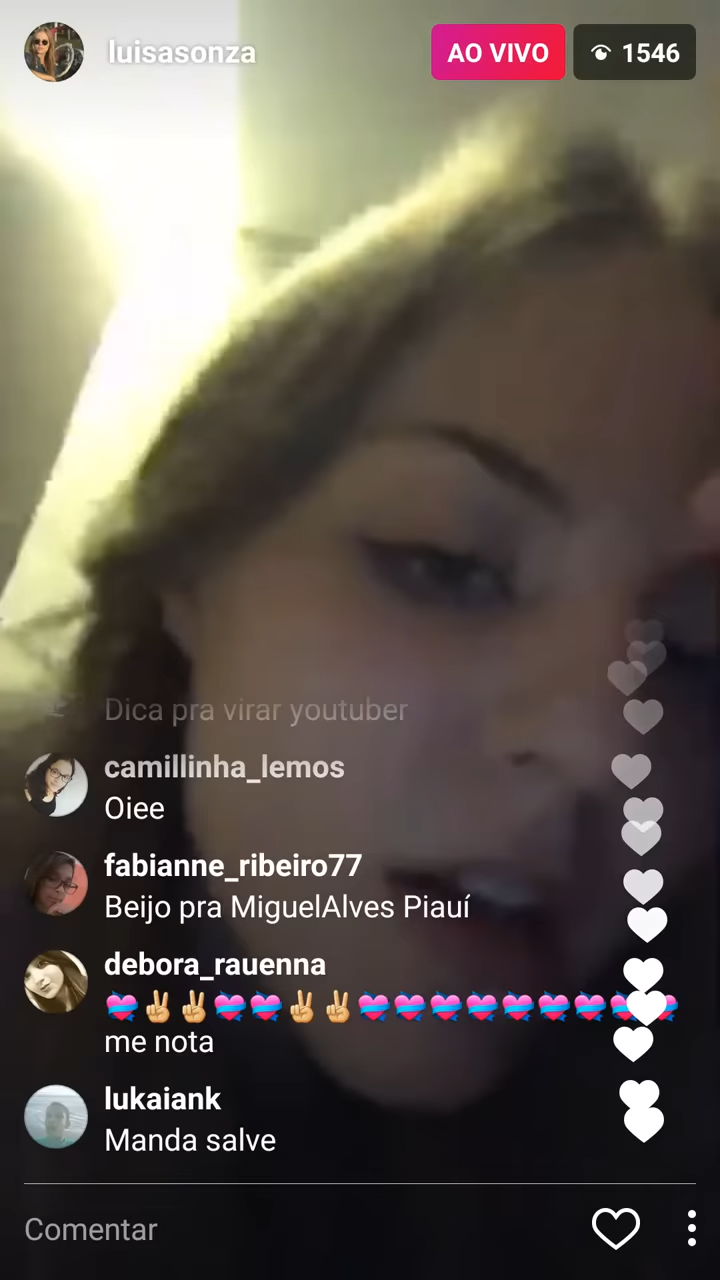 luisasonza
AO VIVO
1546
Dica pra virar youtuber
camillinha_lemos
Oiee
fabianne_ribeiro77
Beijo pra MiguelAlves Piauí
debora_rauenna
💝✌✌💝💝✌✌💝💝💝💝💝💝💝💝💝
me nota
lukaiank
Manda salve
Comentar